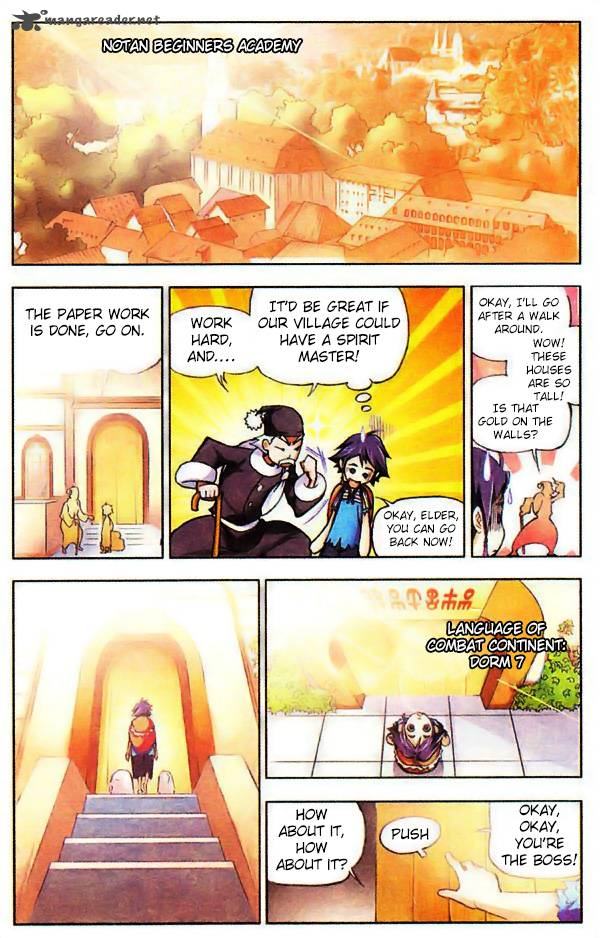 mangareader.net
NOTAN BEGINNERS ACADEMY
THE PAPER WORK
IS DONE, GO ON.
WORK
HARD,
AND....
IT'D BE GREAT IF
OUR VILLAGE COULD
HAVE A SPIRIT
MASTER!
OKAY, ELDER,
YOU CAN GO
BACK NOW!
OKAY, I'LL GO
AFTER A WALK
AROUND.
WOW!
THESE
HOUSES
ARE SO
TALL!
IS THAT
GOLD ON THE
WALLS?
LANGUAGE OF
COMBAT CONTINENT:
DORM 7
HOW
ABOUT IT,
HOW
ABOUT IT?
PUSH
OKAY,
OKAY,
YOU'RE
THE BOSS!